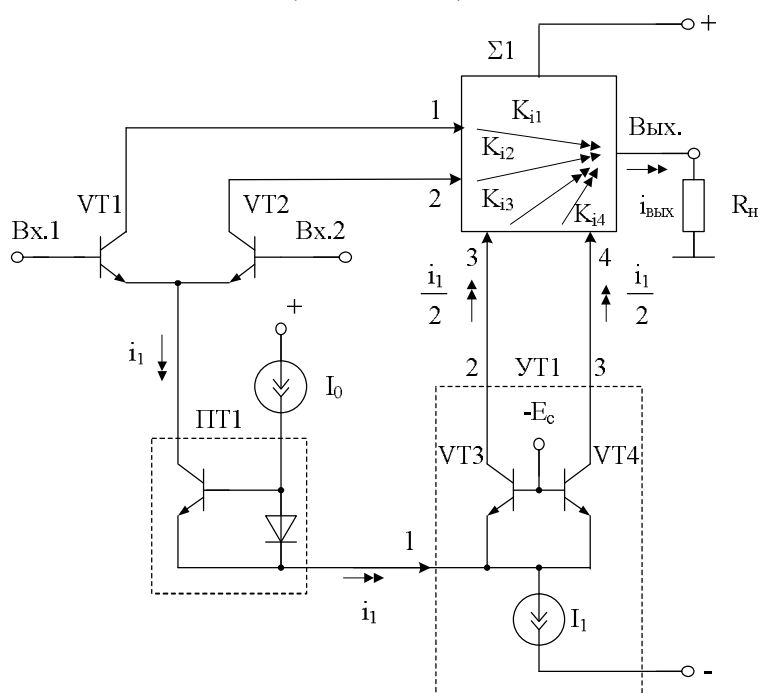 +
Σ1
1
K_i1
Вых.
K_i2
VT1
VT2
2
K_i3
K_i4
i_вых
R_н
Вх.1
Вх.2
3
4
i_1/2
i_1/2
+
i_1
I_0
2
УТ1
3
ПТ1
-E_c
VT3
VT4
1
i_1
I_1
-